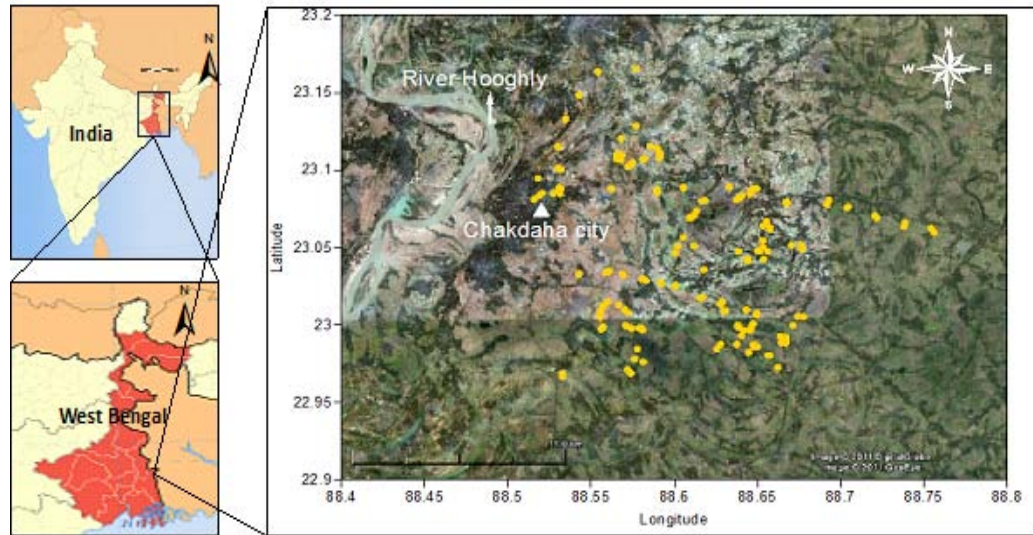 N
India
N
West Bengal
23.2
23.15
23.1
23.05
23
22.95
22.9
Latitude
River Hooghly
N
W E
S
Chakdaha city
88.4 88.45 88.5 88.55 88.6 88.65 88.7 88.75 88.8
Longitude